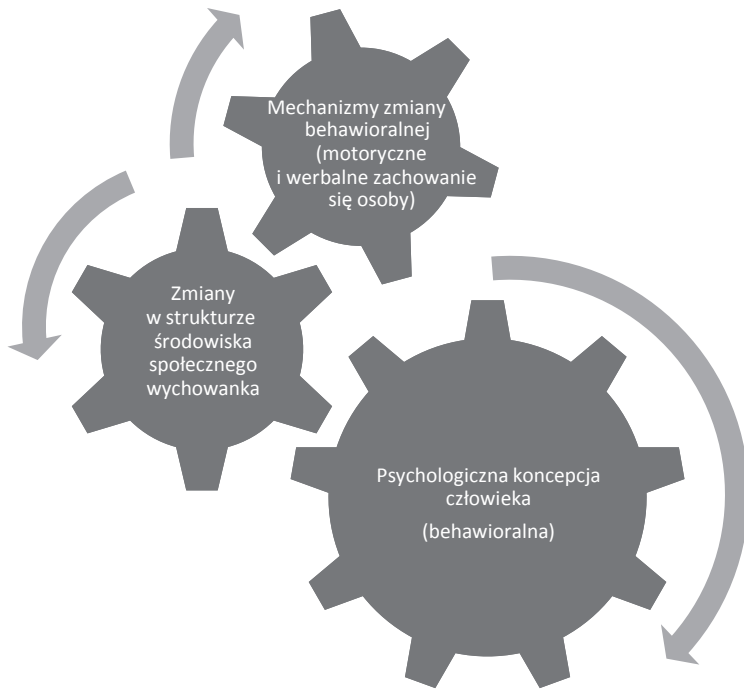 Mechanizmy zmiany
behawioralnej
(motoryczne
i werbalne zachowanie
się osoby)
Zmiany
w strukturze
środowiska
społecznego
wychowanka
Psychologiczna koncepcja
człowieka
(behawioralna)